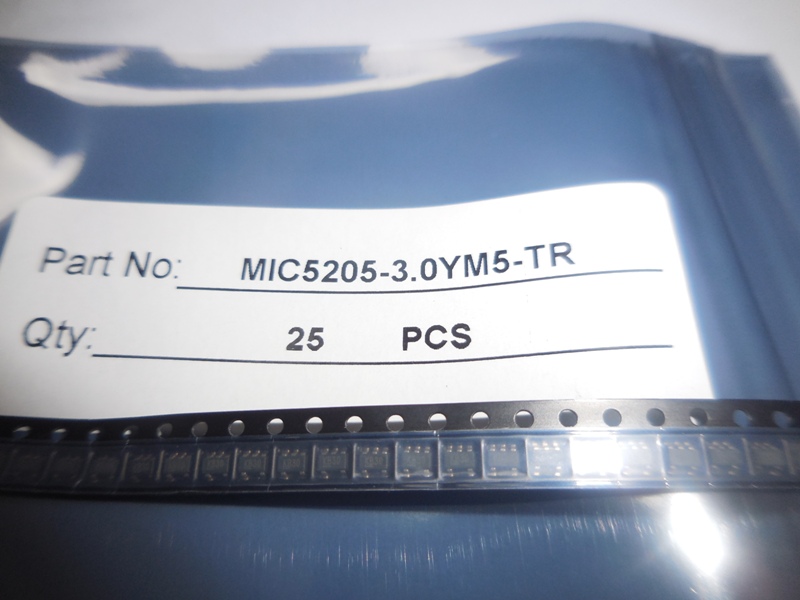 Part No: MIC5205-3.0YM5-TR
Qty: 25 PCS